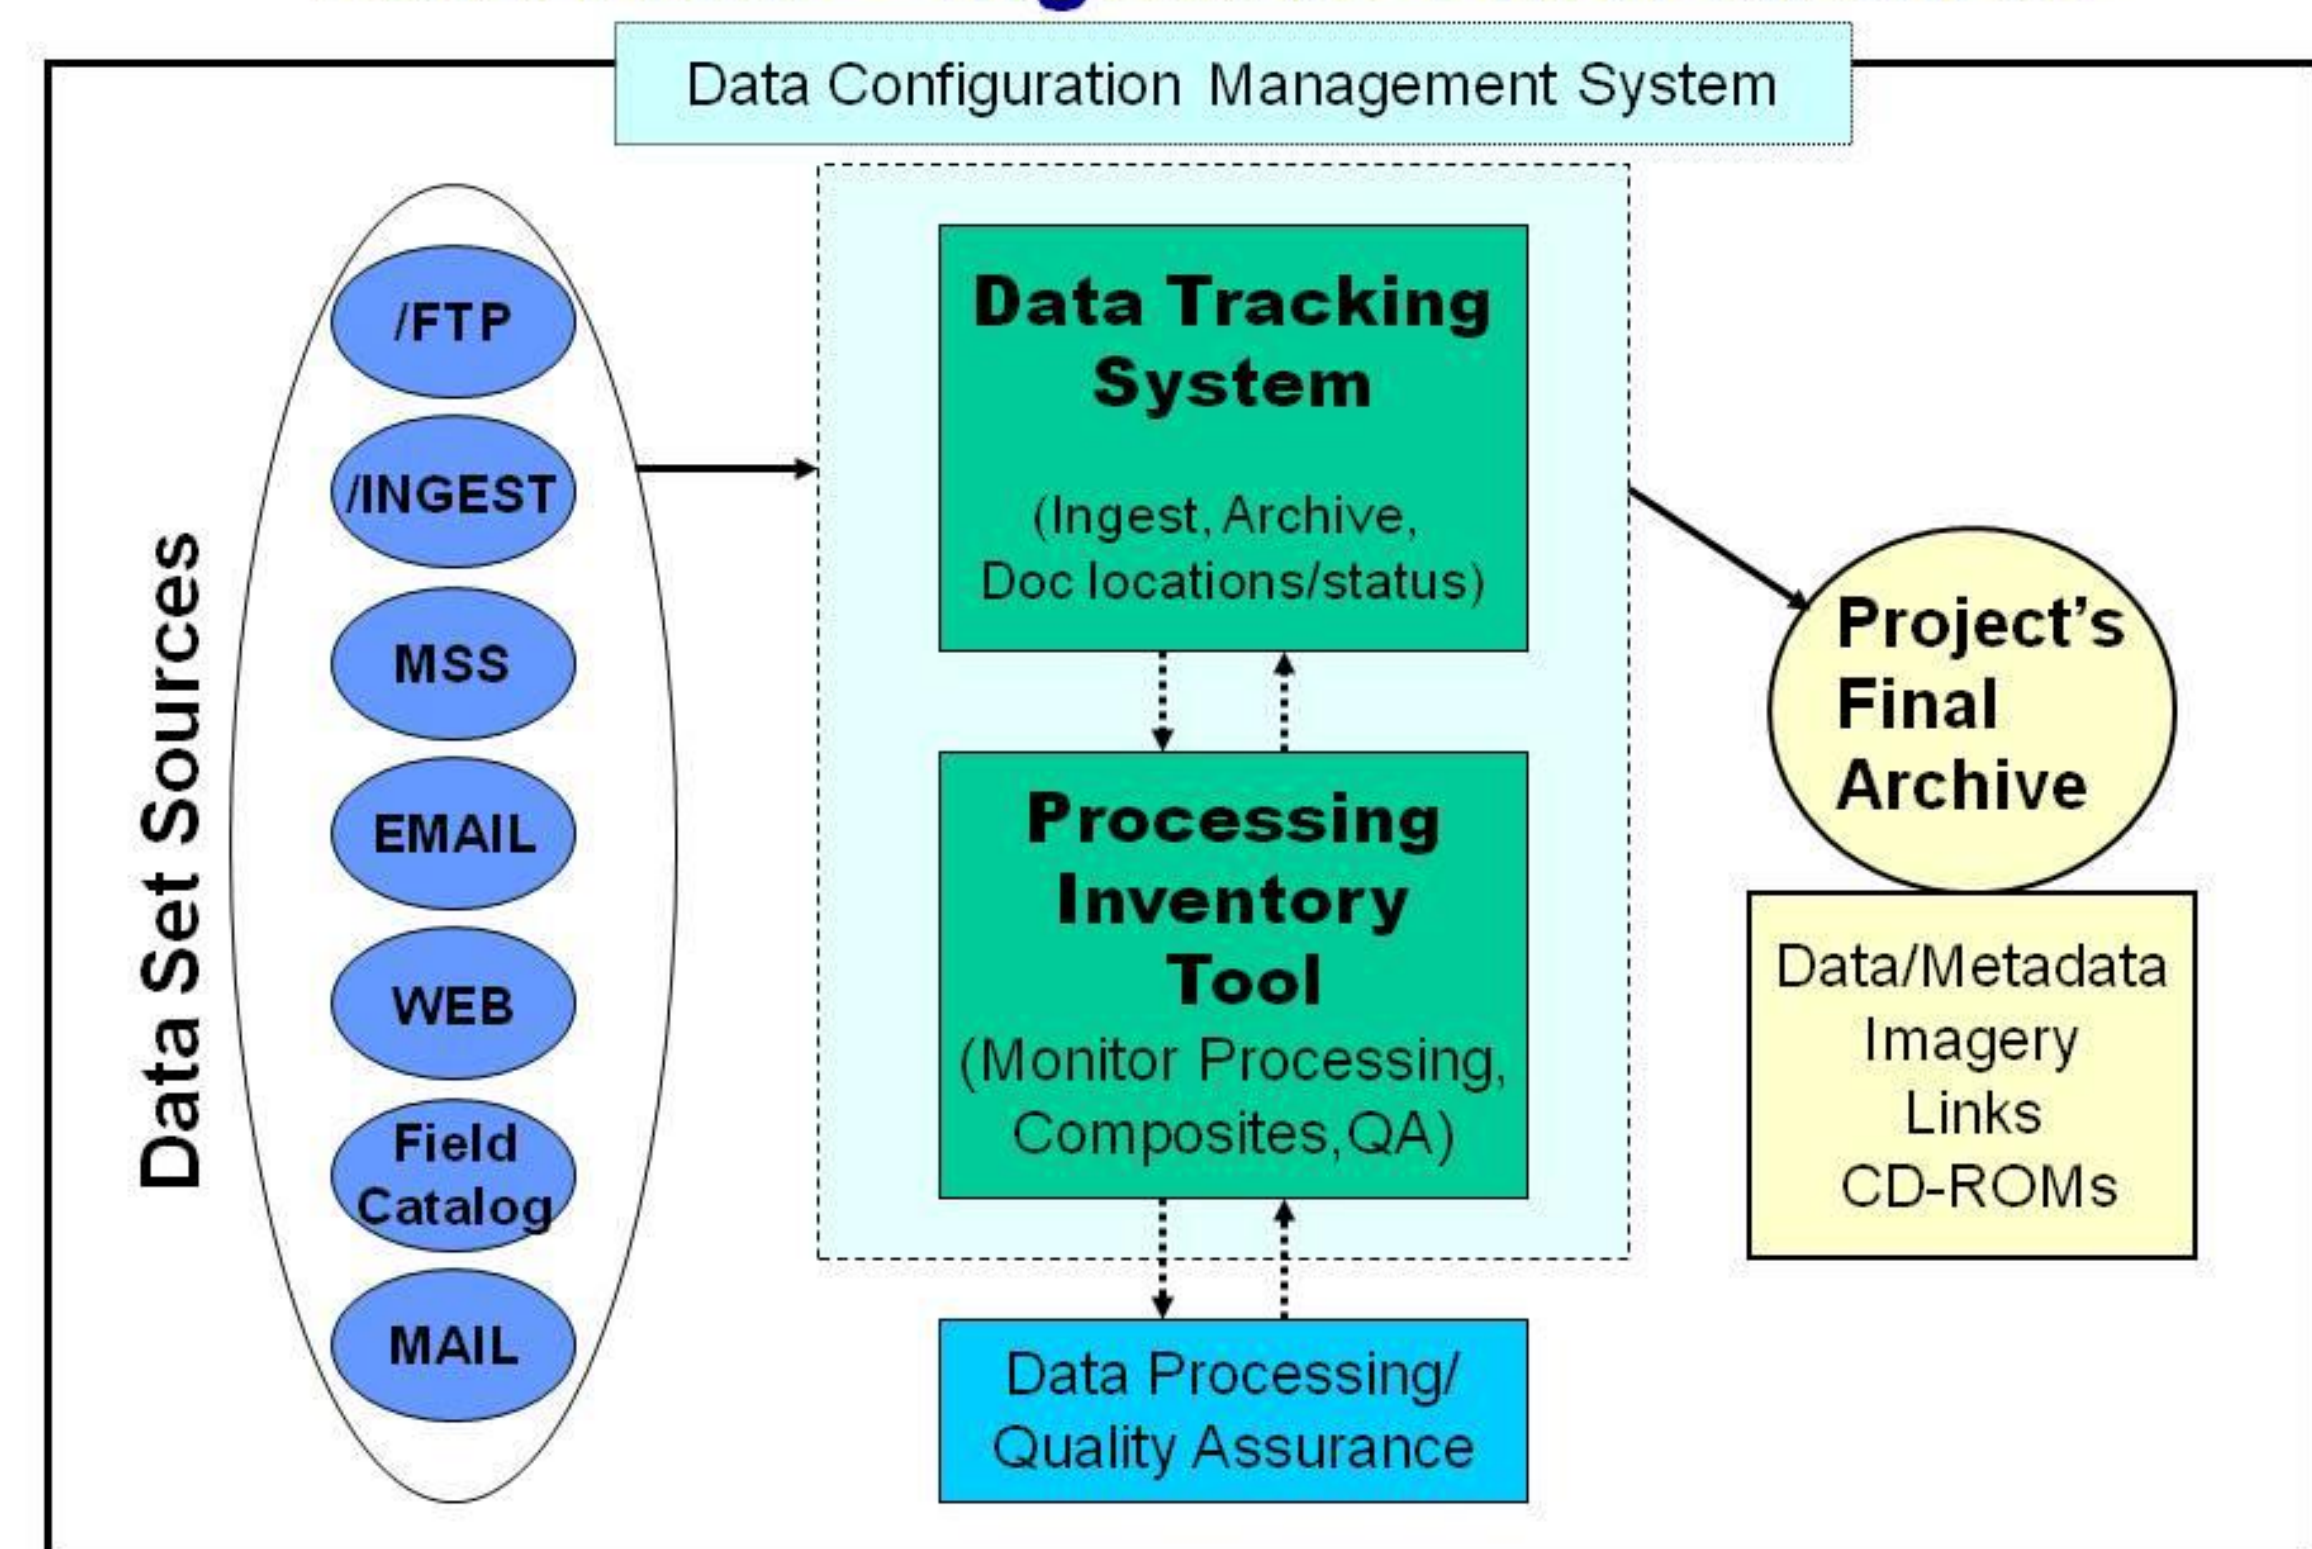 Data Configuration Management System
Data Set Sources
/FTP
/INGEST
MSS
EMAIL
WEB
Field
Catalog
MAIL
Data Tracking
System
(Ingest, Archive,
Doc locations/status)
Processing
Inventory
Tool
(Monitor Processing,
Composites,QA)
Data Processing/
Quality Assurance
Project’s
Final
Archive
Data/Metadata
Imagery
Links
CD-ROMs